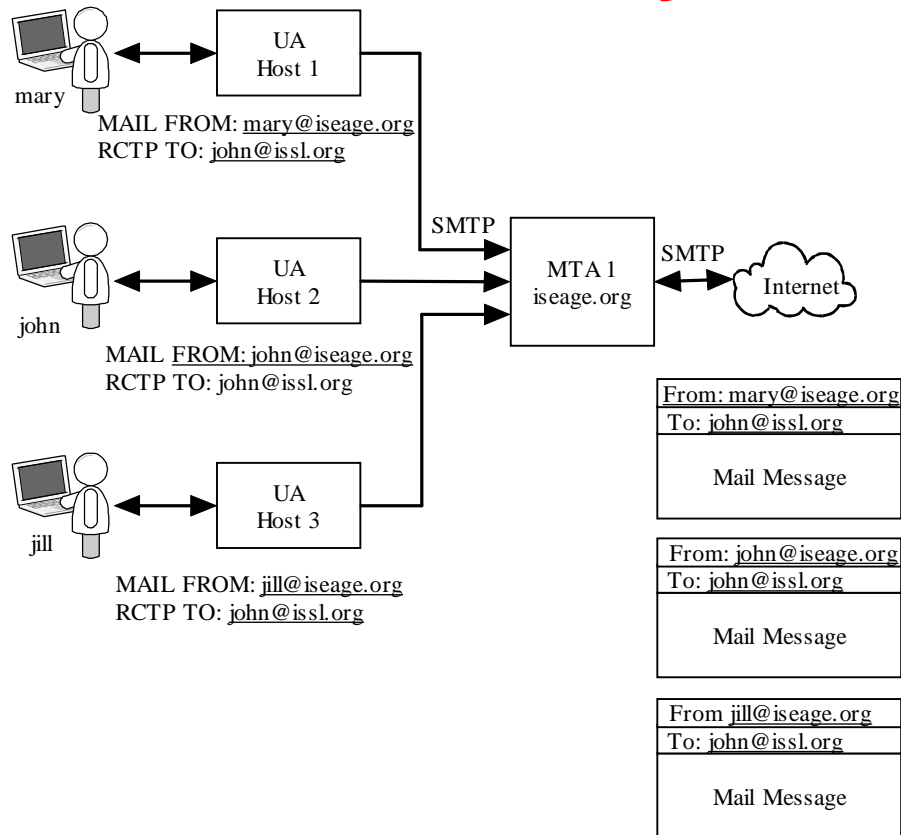 UA
Host 1
mary
MAIL FROM: mary@iseage.org
RCTP TO: john@issl.org
SMTP
UA
Host 2
john
MAIL FROM: john@iseage.org
RCTP TO: john@issl.org
MTA 1
iseage.org
SMTP
Internet
UA
Host 3
jill
MAIL FROM: jill@iseage.org
RCTP TO: john@issl.org
From: mary@iseage.org
To: john@issl.org
Mail Message
From: john@iseage.org
To: john@issl.org
Mail Message
From jill@iseage.org
To: john@issl.org
Mail Message